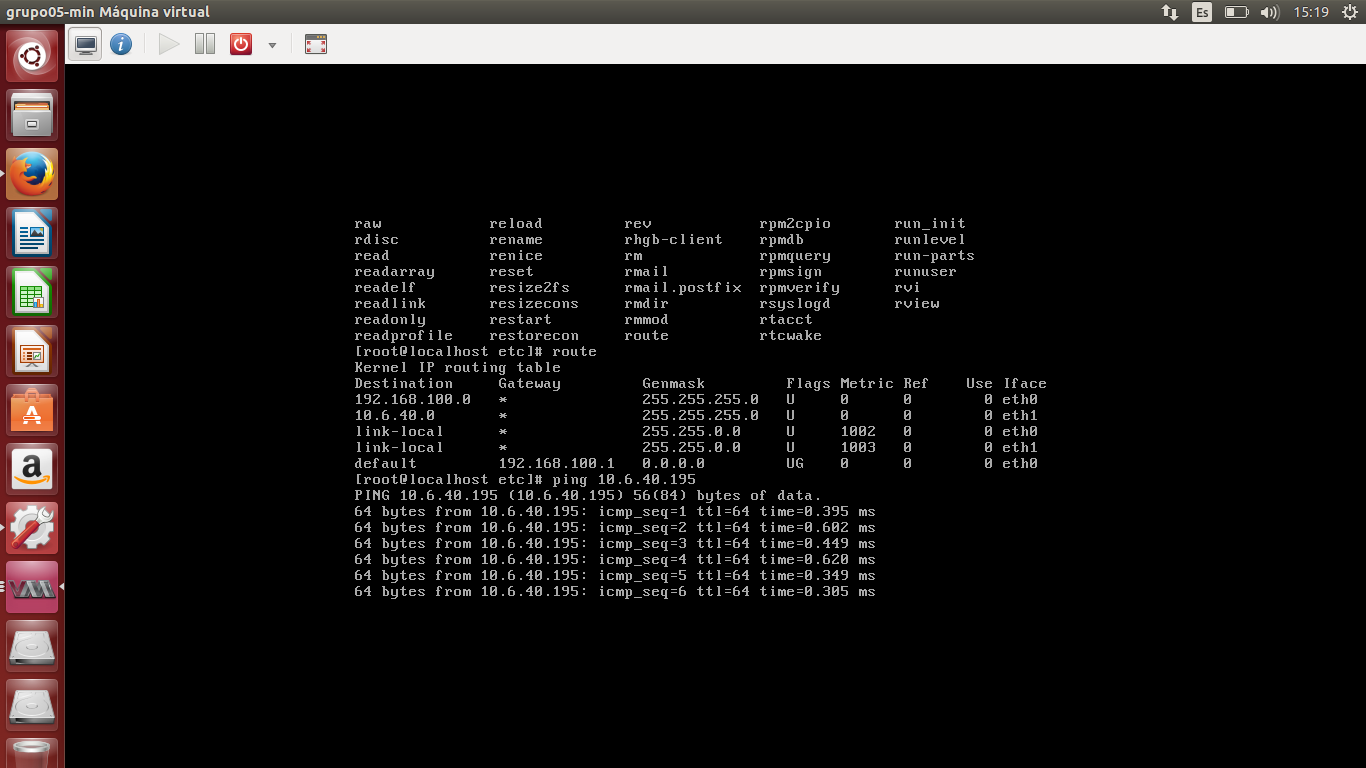 grupo05-min Máquina virtual
Es
15:19
raw reload rev rpm2cpio run_init
rdisc rename rhgb-client rpmdb runlevel
read renice rm rpmquery run-parts
readarray reset rmail rpmsign runuser
readelf resize2fs rmail.postfix rpmverify rvi
readlink resizecons rmdir rsyslogd rview
readonly restart rmmod rtacct
readprofile restorecon route rtcwake
[root@localhost etc]# route
Kernel IP routing table
Destination Gateway Genmask Flags Metric Ref Use Iface
192.168.100.0 * 255.255.255.0 U 0 0 0 eth0
10.6.40.0 * 255.255.255.0 U 0 0 0 eth1
link-local * 255.255.0.0 U 1002 0 0 eth0
link-local * 255.255.0.0 U 1003 0 0 eth1
default 192.168.100.1 0.0.0.0 UG 0 0 0 eth0
[root@localhost etc]# ping 10.6.40.195
PING 10.6.40.195 (10.6.40.195) 56(84) bytes of data.
64 bytes from 10.6.40.195: icmp_seq=1 ttl=64 time=0.395 ms
64 bytes from 10.6.40.195: icmp_seq=2 ttl=64 time=0.602 ms
64 bytes from 10.6.40.195: icmp_seq=3 ttl=64 time=0.449 ms
64 bytes from 10.6.40.195: icmp_seq=4 ttl=64 time=0.620 ms
64 bytes from 10.6.40.195: icmp_seq=5 ttl=64 time=0.349 ms
64 bytes from 10.6.40.195: icmp_seq=6 ttl=64 time=0.305 ms